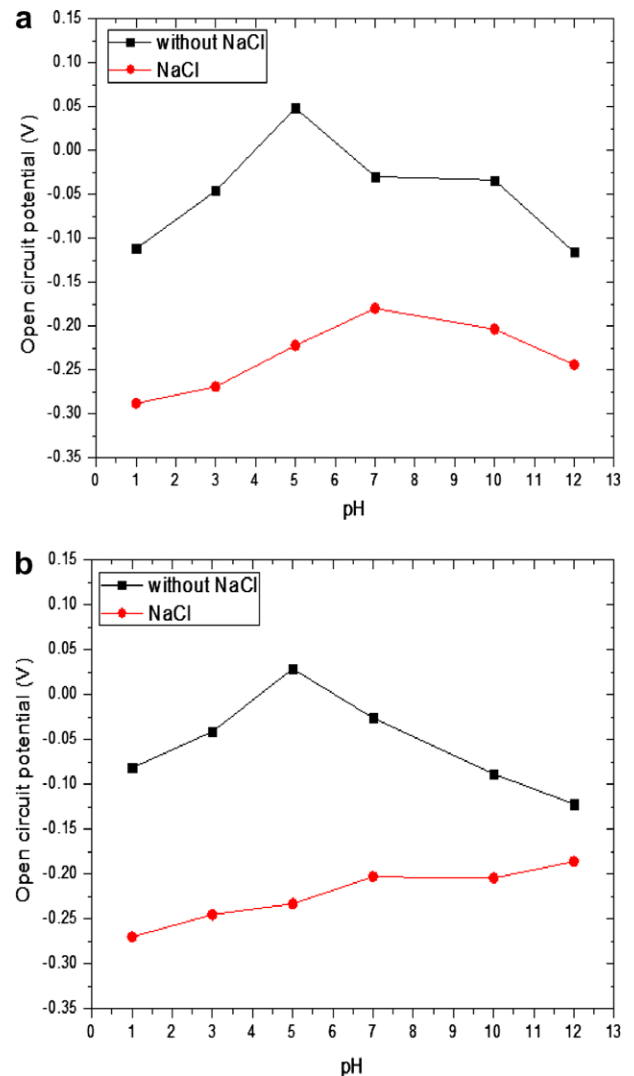 a
0.15
without NaCl
NaCl
0.10
0.05
0.00
-0.05
-0.10
-0.15
-0.20
-0.25
-0.30
-0.35
Open circuit potential (V)
0 1 2 3 4 5 6 7 8 9 10 11 12 13
pH
b
0.15
without NaCl
NaCl
0.10
0.05
0.00
-0.05
-0.10
-0.15
-0.20
-0.25
-0.30
-0.35
Open circuit potential (V)
0 1 2 3 4 5 6 7 8 9 10 11 12 13
pH